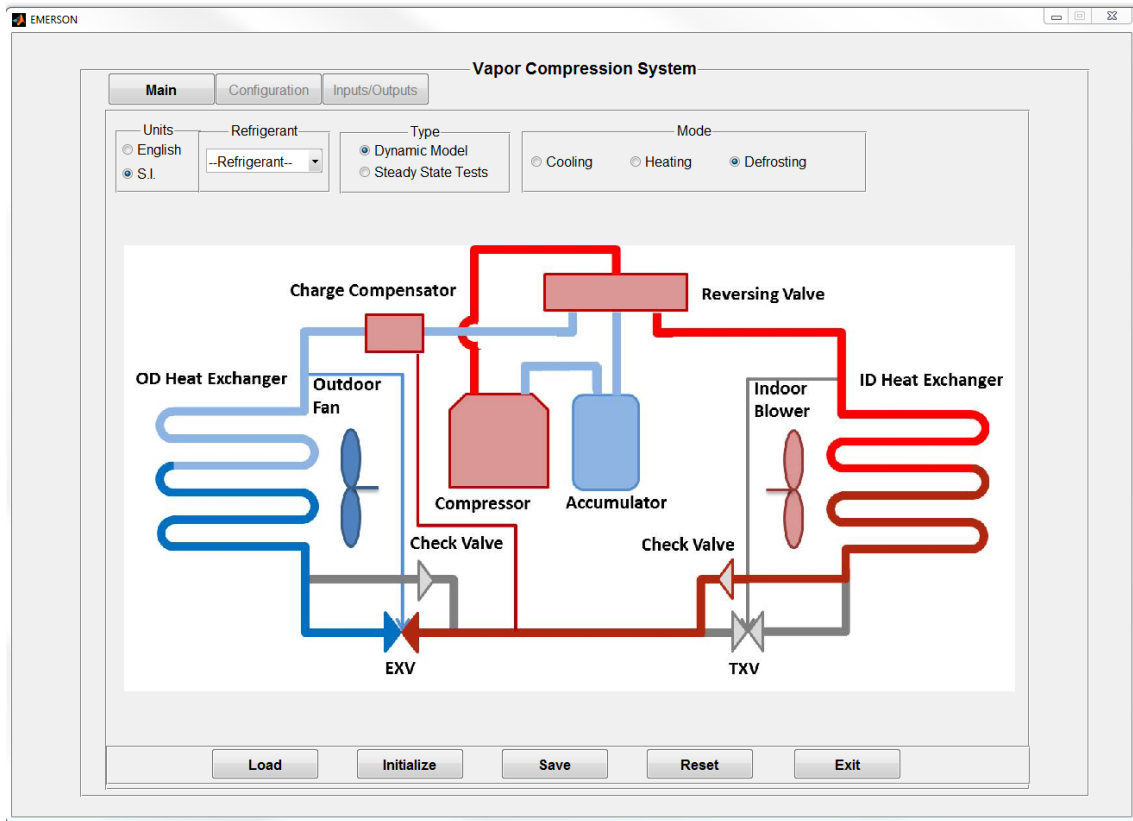 EMERSON
Vapor Compression System
Main
Configuration
Inputs/Outputs
Units
English
S.I.
Refrigerant
--Refrigerant--
Type
Dynamic Model
Steady State Tests
Mode
Cooling
Heating
Defrosting
Charge Compensator
Reversing Valve
OD Heat Exchanger
Outdoor
Fan
Indoor
Blower
ID Heat Exchanger
Compressor
Accumulator
Check Valve
Check Valve
EXV
TXV
Load
Initialize
Save
Reset
Exit